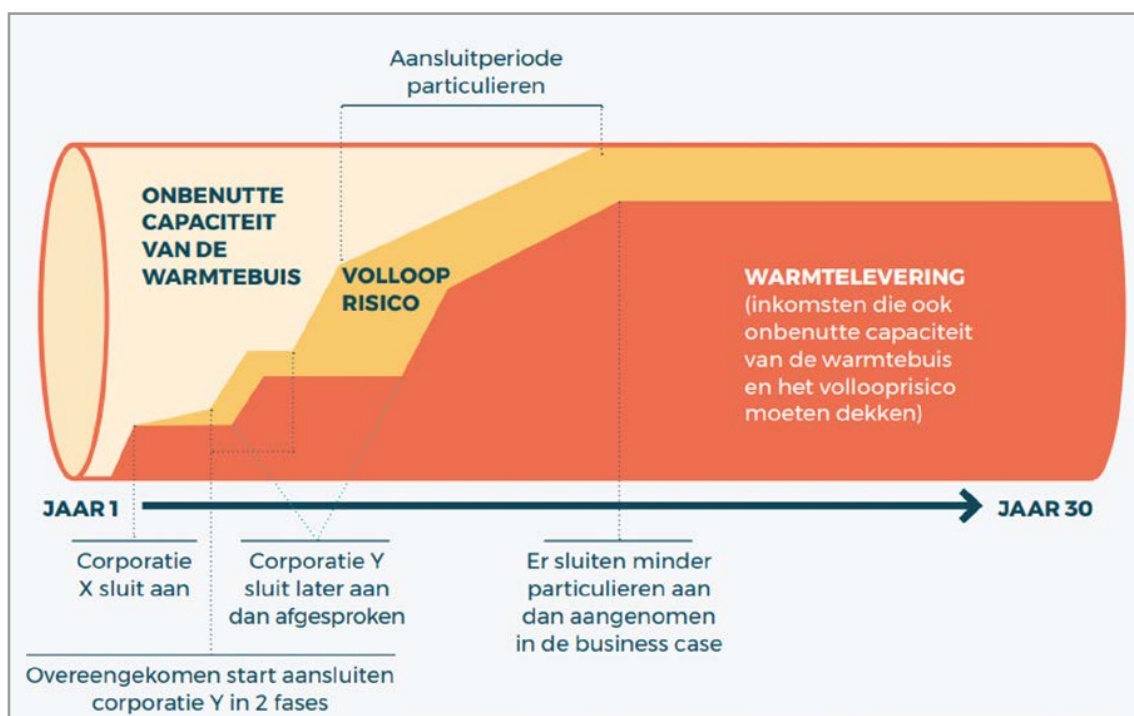 Aansluitperiode
particulieren
ONBENUTTE
CAPACITEIT
VAN DE
WARMTEBUIS
VOLLOOP
RISICO
WARMTELEVERING
(inkomsten die ook
onbenutte capaciteit
van de warmtebuis
en het vollooprisico
moeten dekken)
JAAR 1
JAAR 30
Corporatie
X sluit aan
Corporatie Y
sluit later aan
dan afgesproken
Er sluiten minder
particulieren aan
dan aangenomen
in de business case
Overeengekomen start aansluiten
corporatie Y in 2 fases